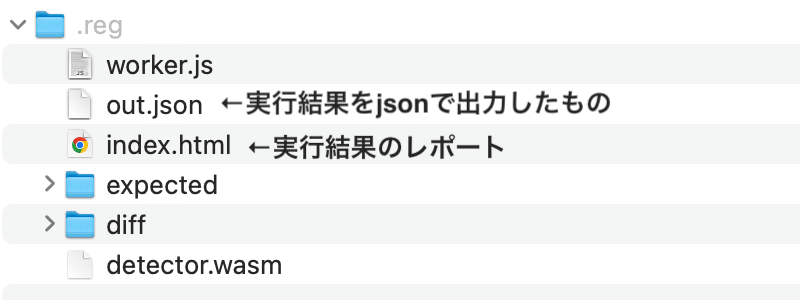 .reg
worker.js
out.json ←実行結果をjsonで出力したもの
index.html ←実行結果のレポート
expected
diff
detector.wasm